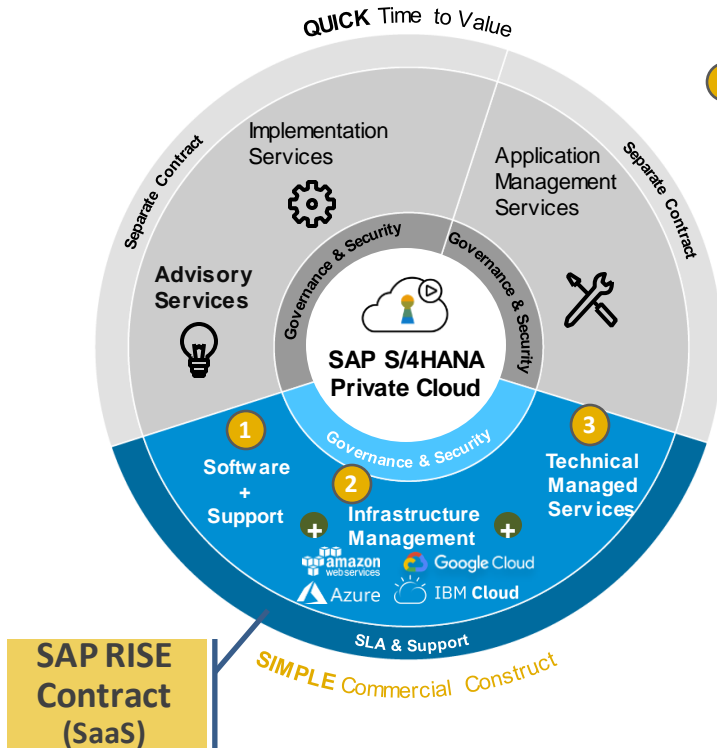 QUICK Time to Value
Separate Contract
Implementation
Services
Application
Management
Services
Separate Contract
Advisory
Services
Governance & Security
Governance & Security
SAP S/4HANA
Private Cloud
Governance & Security
1
Software
+
Support
2
+
Infrastructure
Management
+
3
Technical
Managed
Services
amazon
webservices
Google Cloud
Azure
IBM Cloud
SLA & Support
SIMPLE Commercial Construct
SAP RISE
Contract
(SaaS)